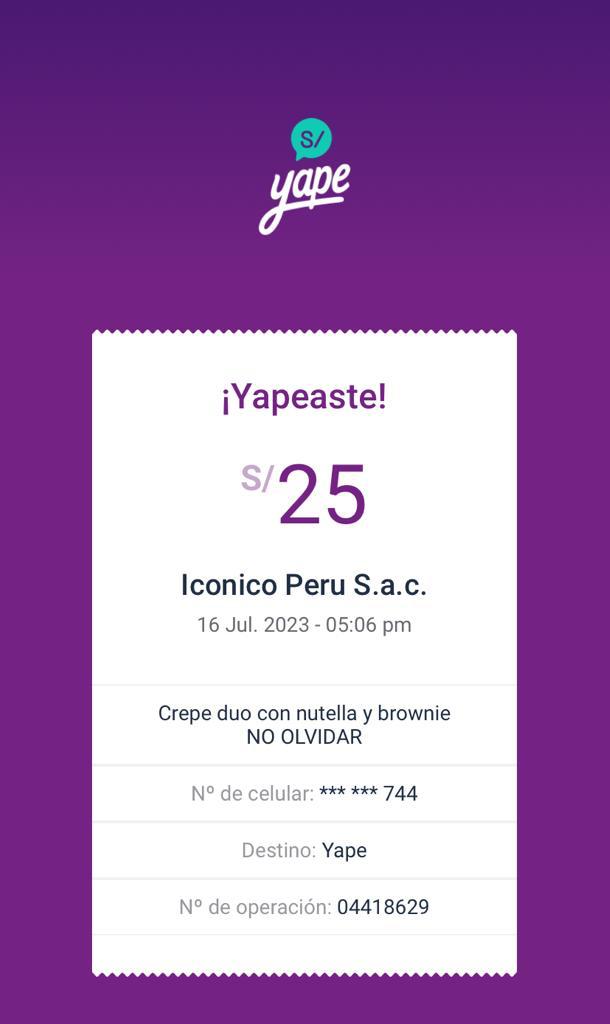 S/
yape
¡Yapeaste!
S/25
Iconico Peru S.a.c.
16 Jul. 2023 - 05:06 pm
Crepe duo con nutella y brownie
NO OLVIDAR
Nº de celular: *** *** 744
Destino: Yape
Nº de operación: 04418629